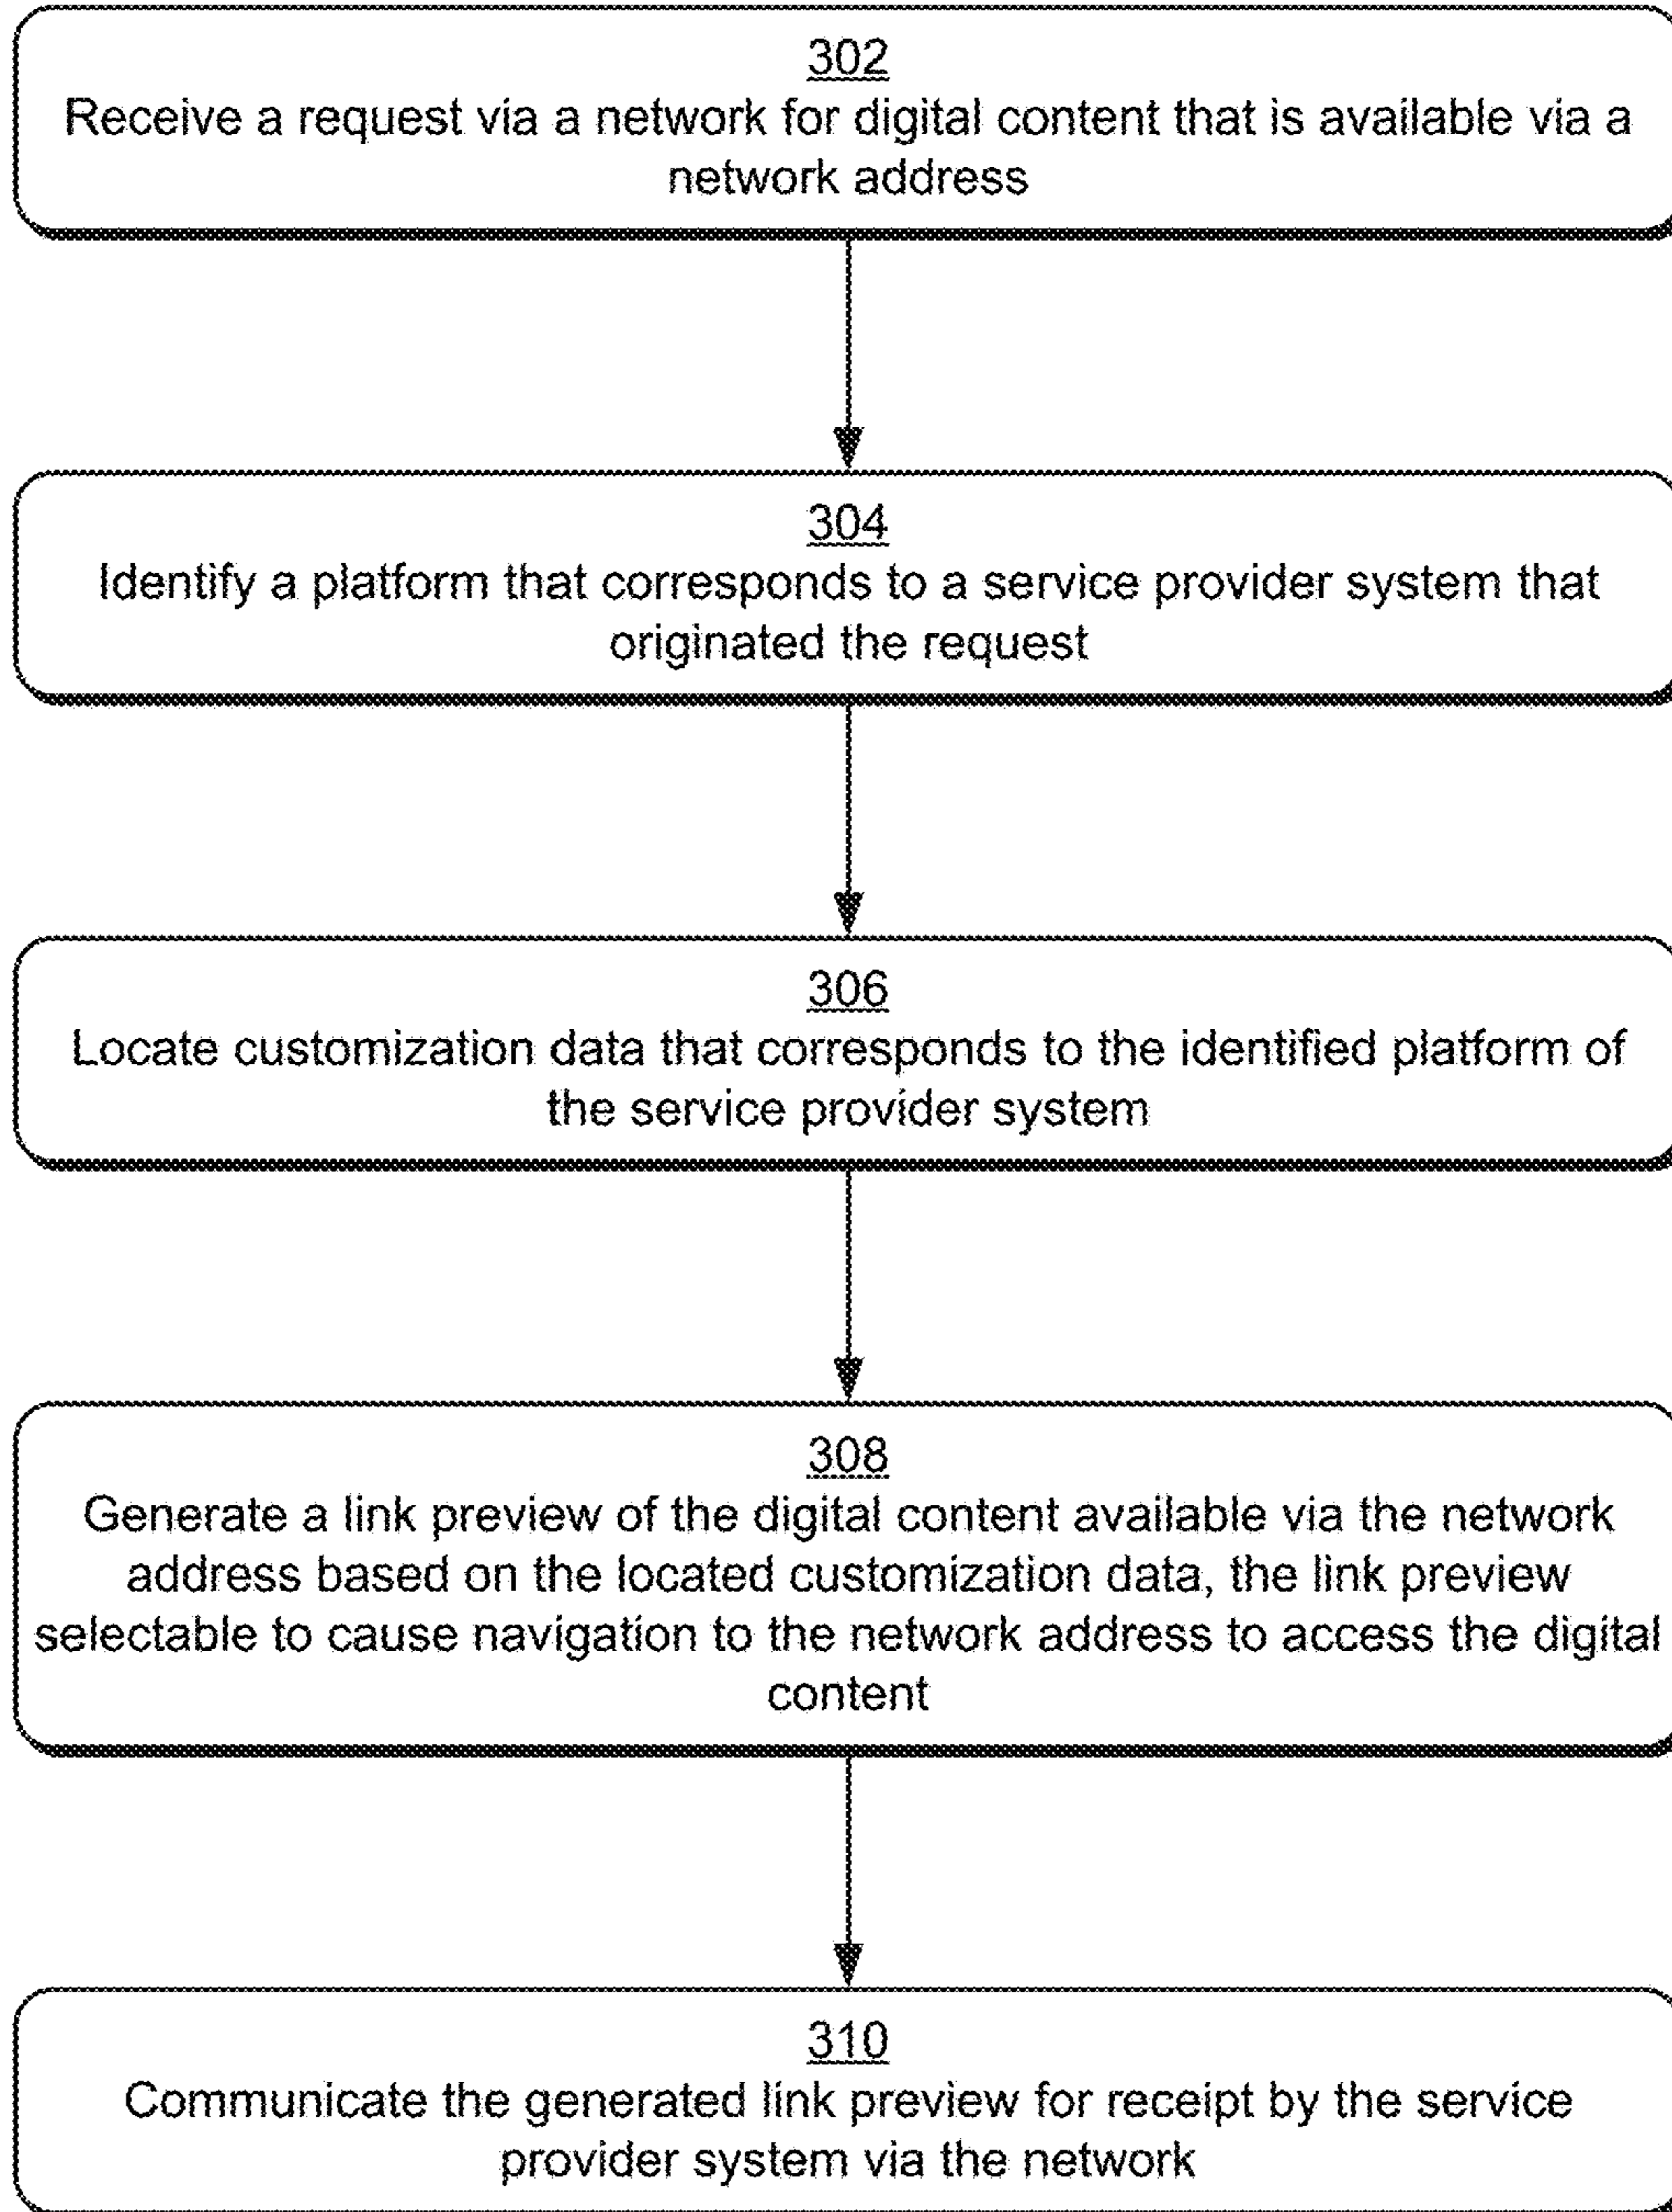 302
Receive a request via a network for digital content that is available via a
network address
304
Identify a platform that corresponds to a service provider system that
originated the request
306
Locate customization data that corresponds to the identified platform of
the service provider system
308
Generate a link preview of the digital content available via the network
address based on the located customization data, the link preview
selectable to cause navigation to the network address to access the digital
content
310
Communicate the generated link preview for receipt by the service
provider system via the network